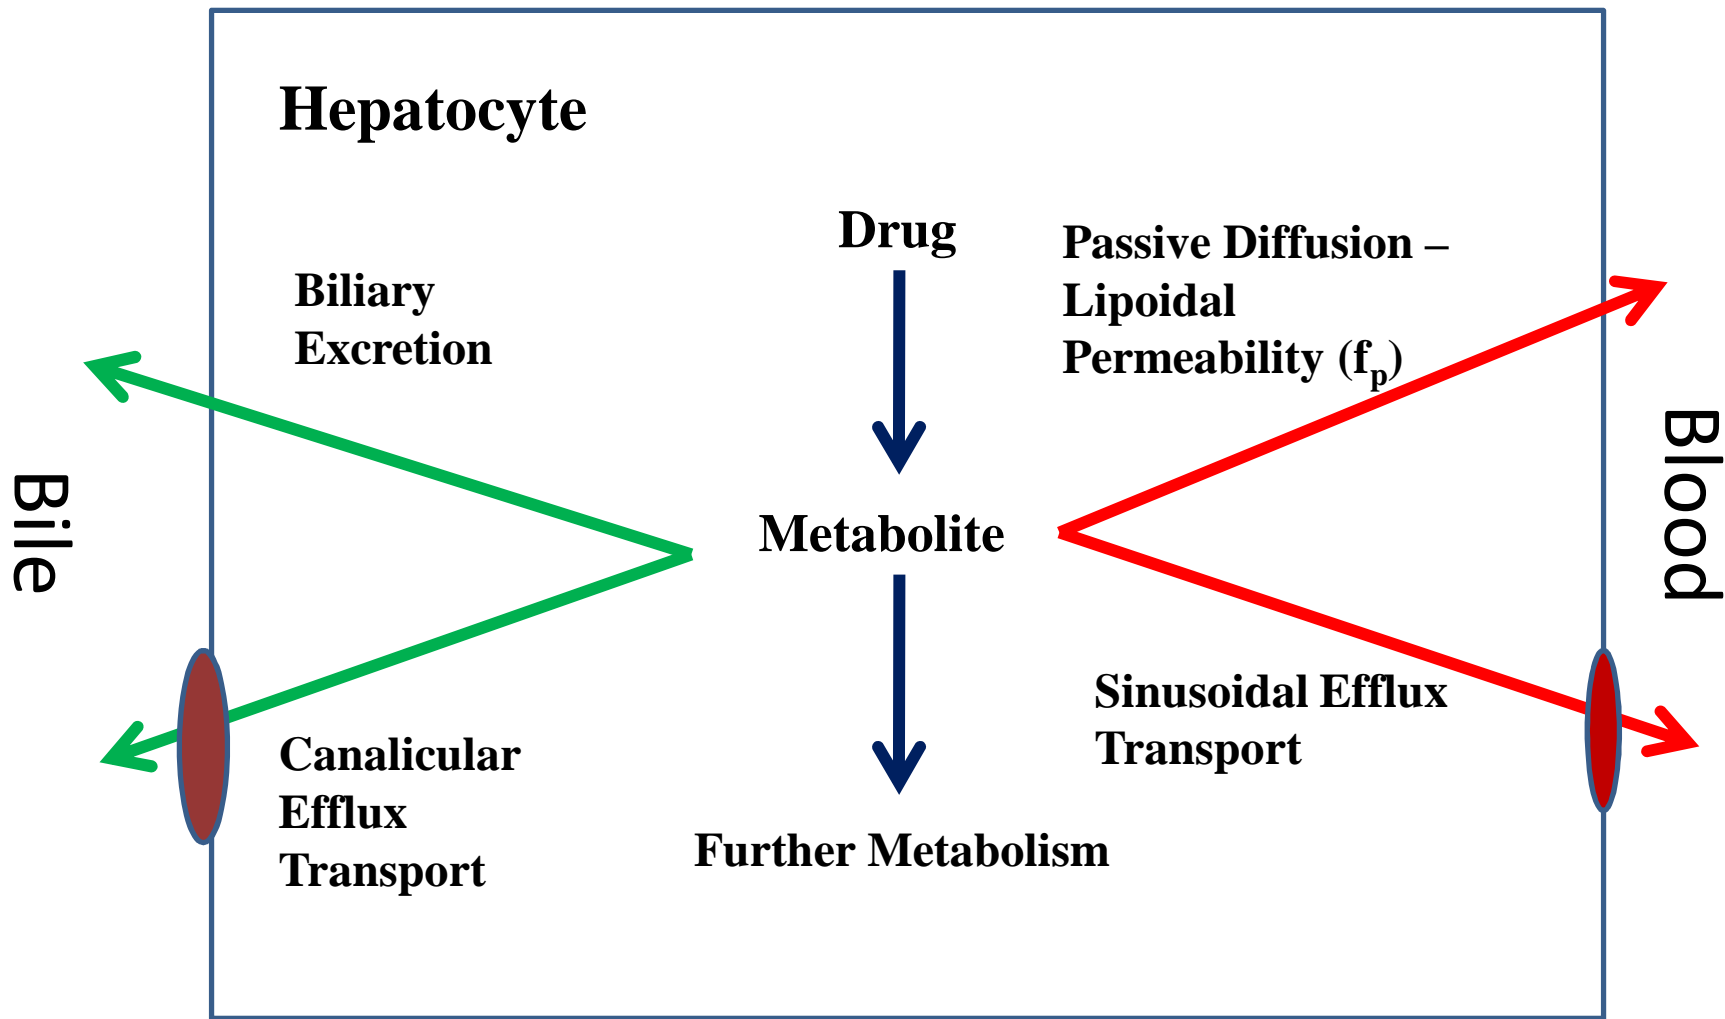 Hepatocyte
Drug
Passive Diffusion –
Lipoidal
Permeability (fp)
Biliary
Excretion
Bile
Metabolite
Blood
Canalicular
Efflux
Transport
Sinusoidal Efflux
Transport
Further Metabolism